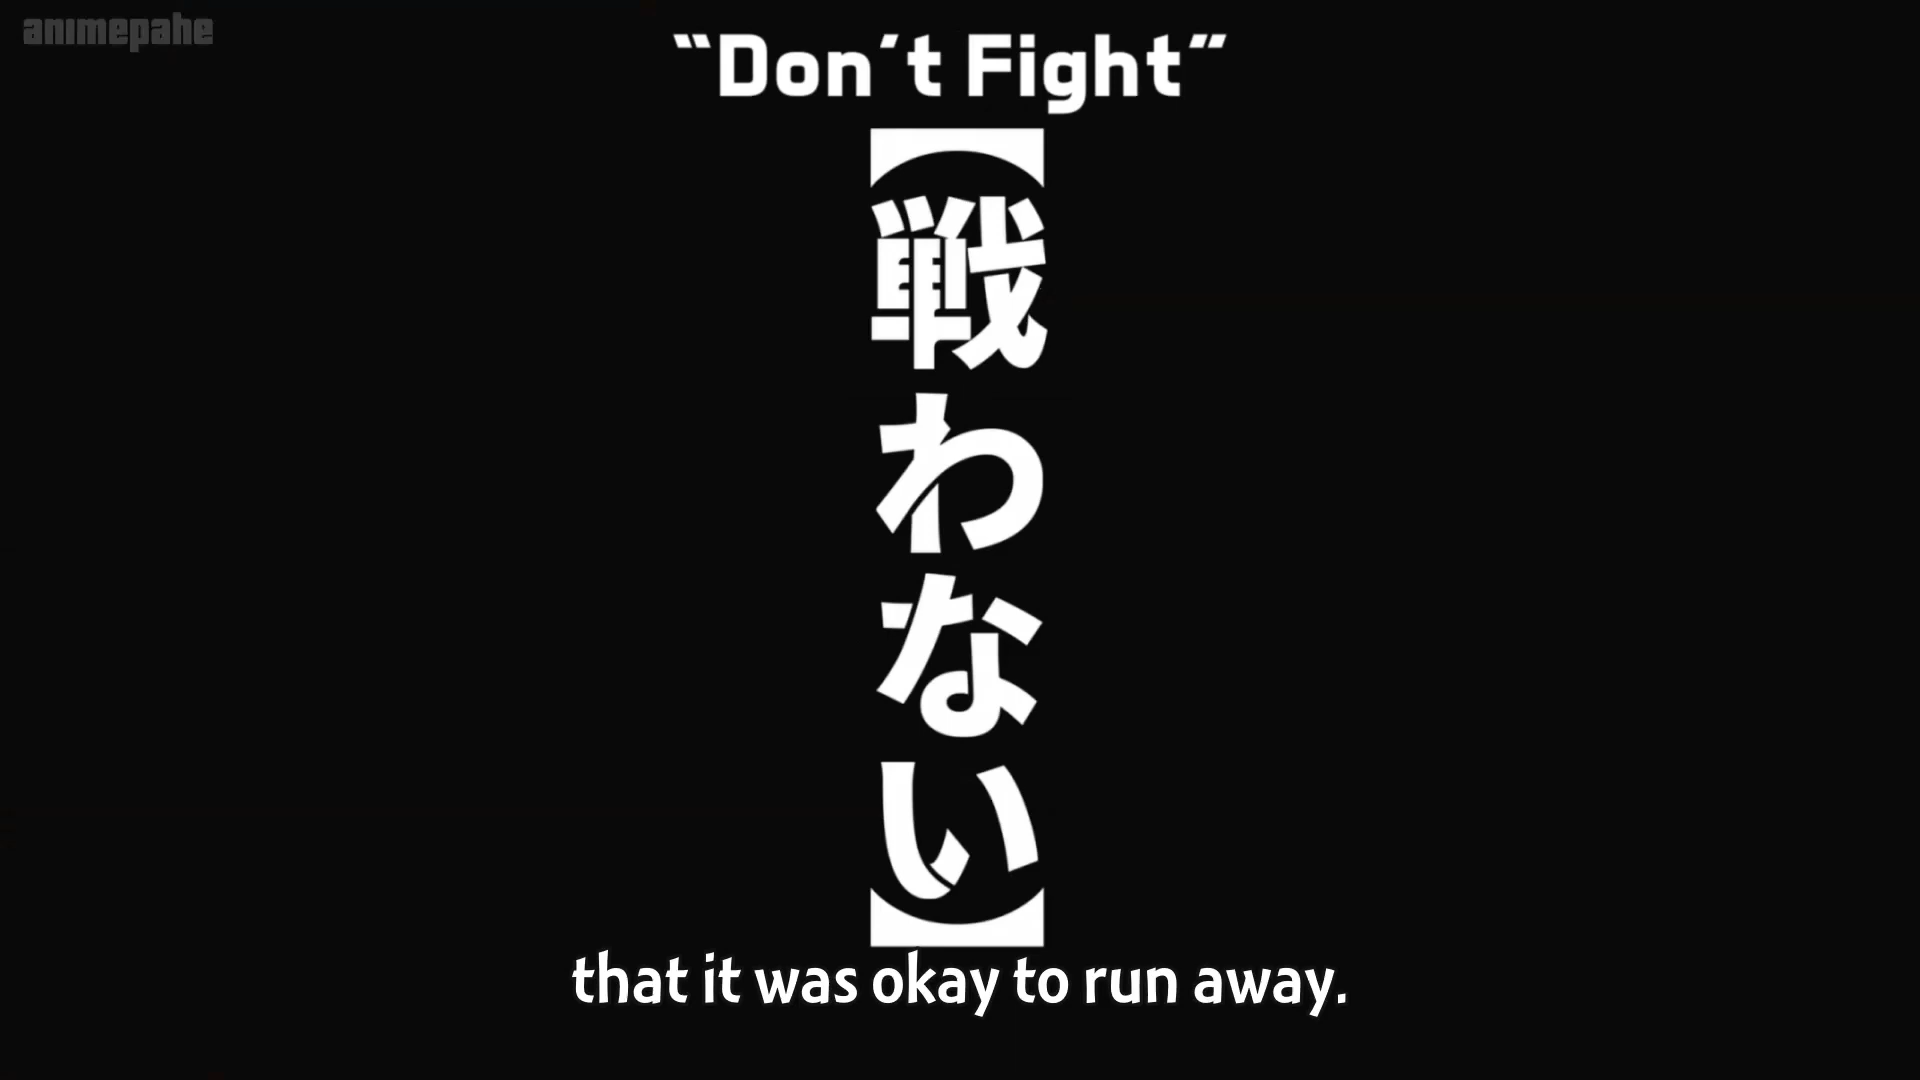 animepahe
“Don’t Fight”
【戦わない】
that it was okay to run away.